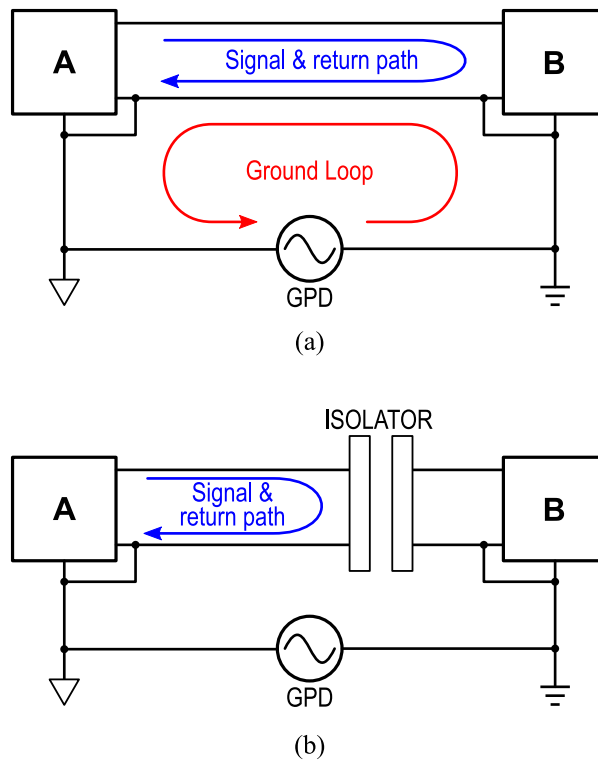 A
Signal & return path
B
Ground Loop
GPD
(a)
ISOLATOR
A
Signal &
return path
B
GPD
(b)